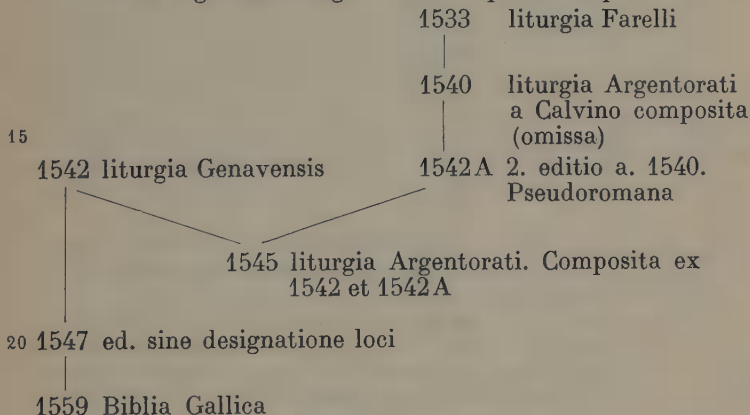 1533 liturgia Farelli
1540 liturgia Argentorati
a Calvino composita
15
(omissa)
1542 liturgia Genavensis
1542 A 2. editio a. 1540.
Pseudoromana
1545 liturgia Argentorati. Composita ex
1542 et 1542 A
20 1547 ed. sine designatione loci
1559 Biblia Gallica